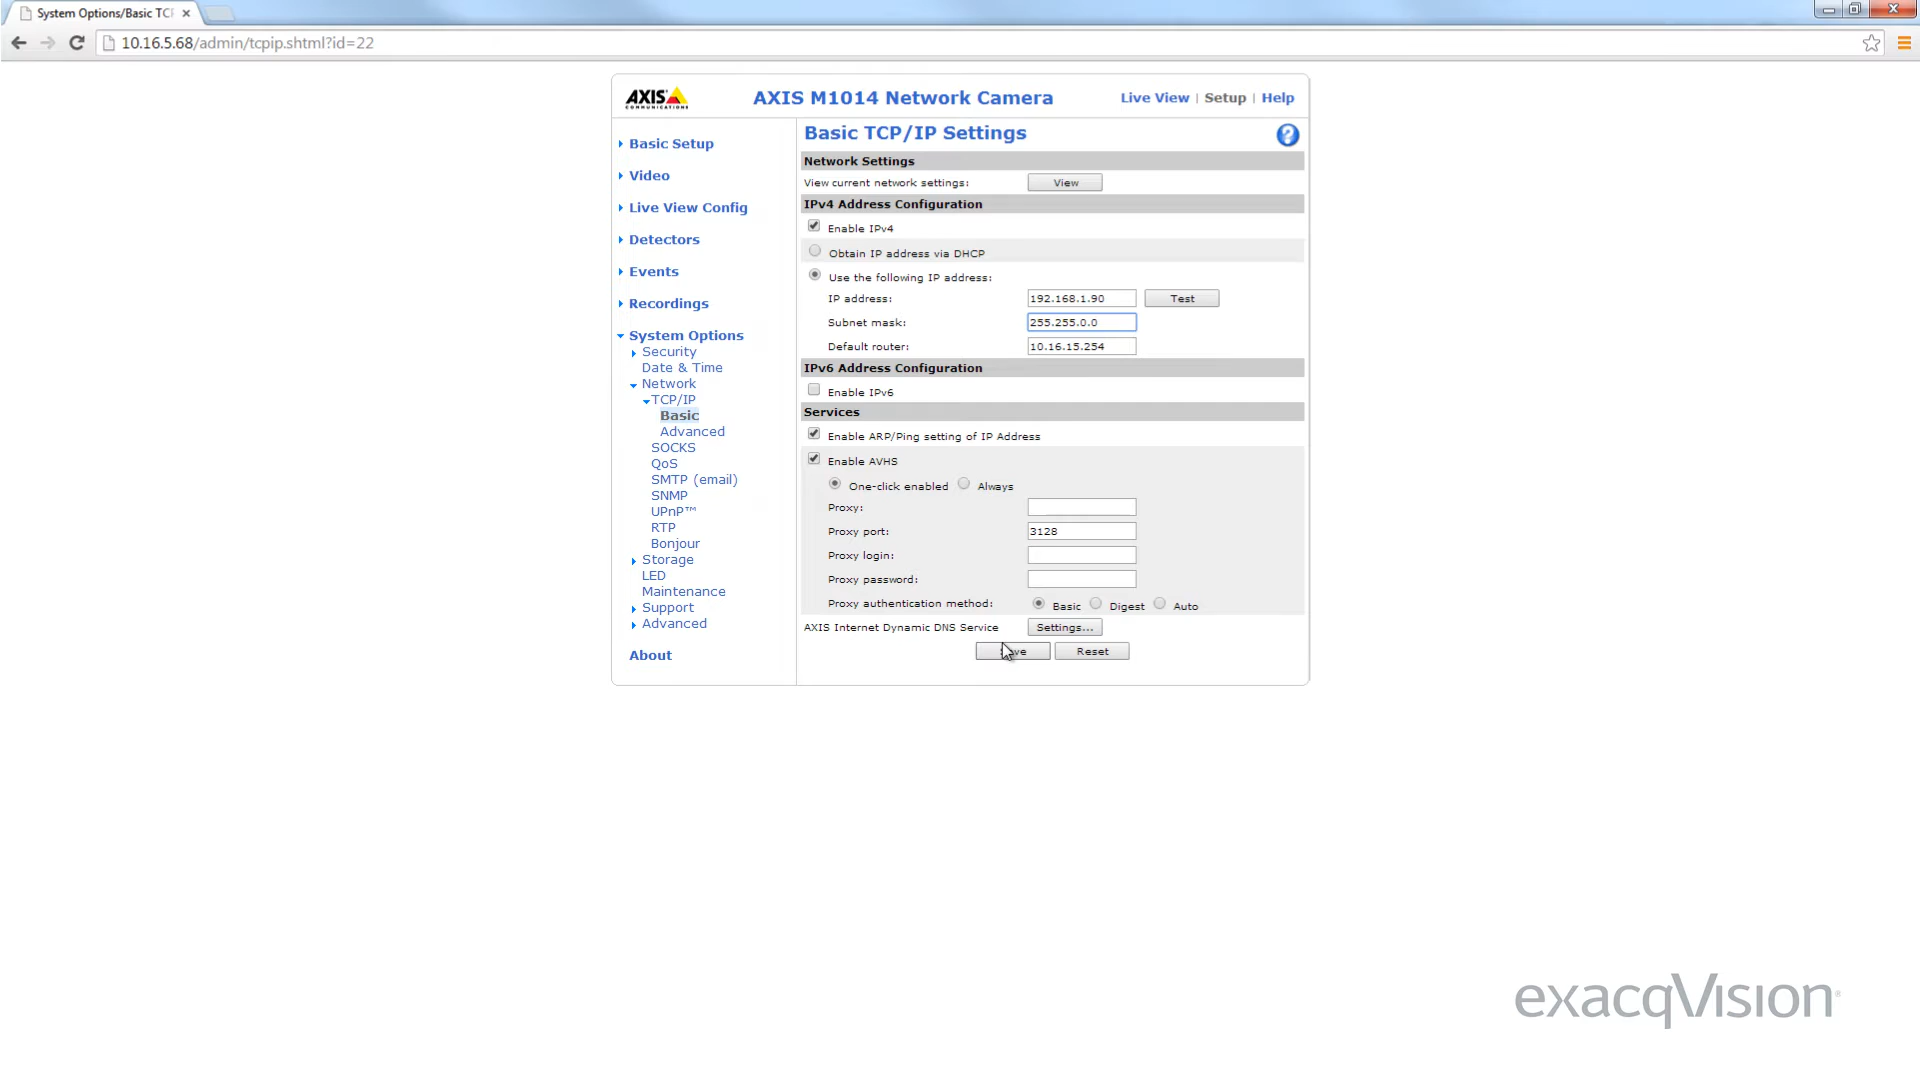 System Options/Basic TCP
10.16.5.68/admin/tcpip.shtml?id=22
AXIS
COMMUNICATIONS
AXIS M1014 Network Camera
Live View | Setup | Help
Basic Setup
Video
Live View Config
Detectors
Events
Recordings
System Options
Security
Date & Time
Network
TCP/IP
Basic
Advanced
SOCKS
QoS
SMTP (email)
SNMP
UPnP™
RTP
Bonjour
Storage
LED
Maintenance
Support
Advanced
About
Basic TCP/IP Settings
Network Settings
View current network settings: View
IPv4 Address Configuration
Enable IPv4
Obtain IP address via DHCP
Use the following IP address:
IP address: 192.168.1.90 Test
Subnet mask: 255.255.0.0
Default router: 10.16.15.254
IPv6 Address Configuration
Enable IPv6
Services
Enable ARP/Ping setting of IP Address
Enable AVHS
One-click enabled Always
Proxy:
Proxy port: 3128
Proxy login:
Proxy password:
Proxy authentication method: Basic Digest Auto
AXIS Internet Dynamic DNS Service Settings...
Reset
exacqVision®